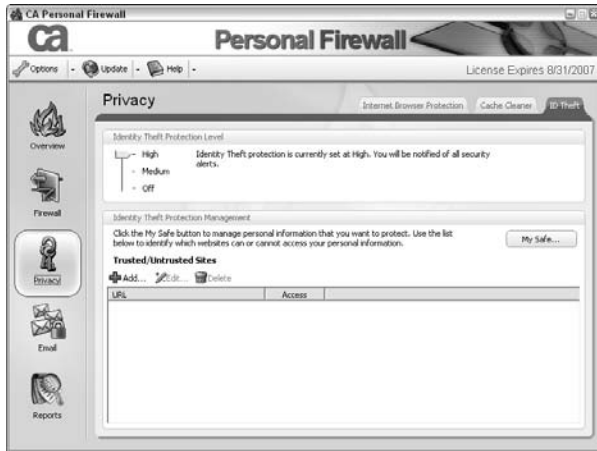 CA Personal Firewall
ca
Personal Firewall
Options
Update
Help
License Expires 8/31/2007
Privacy
Internet Browser Protection
Cache Cleaner
ID Theft
Overview
Firewall
Privacy
Email
Reports
Identity Theft Protection Level
High
Medium
Off
Identity Theft protection is currently set at High. You will be notified of all security
alerts.
Identity Theft Protection Management
Click the My Safe button to manage personal information that you want to protect. Use the list
below to identify which websites can or cannot access your personal information.
My Safe...
Trusted/Untrusted Sites
Add...
Edit...
Delete
URL
Access